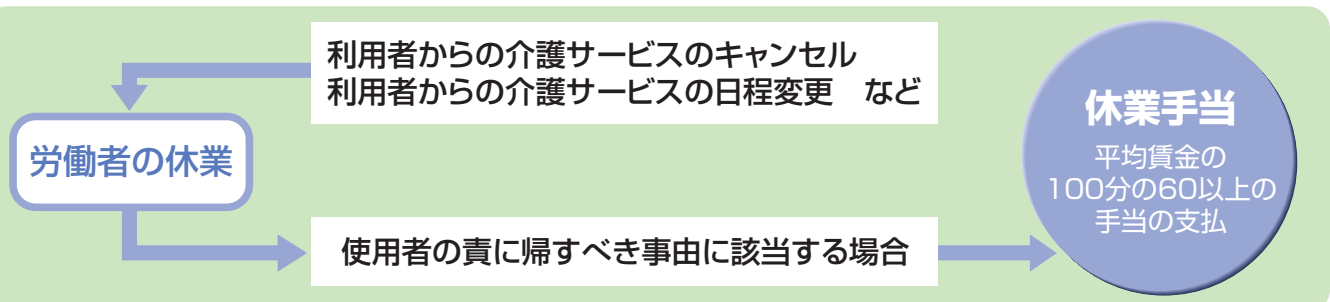 利用者からの介護サービスのキャンセル
利用者からの介護サービスの日程変更　など
労働者の休業
使用者の責に帰すべき事由に該当する場合
休業手当
平均賃金の
100分の60以上の
手当の支払